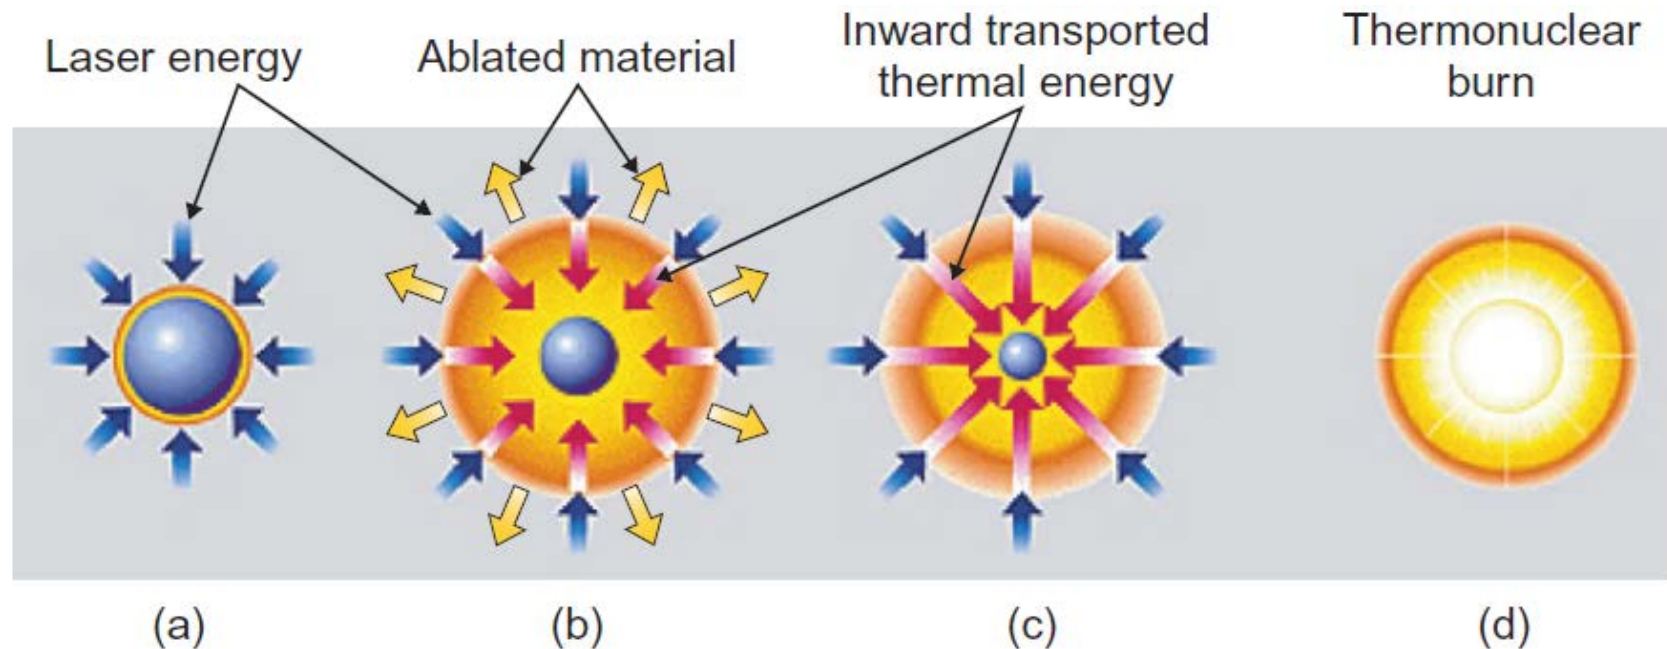 Laser energy
Ablated material
Inward transported
thermal energy
Thermonuclear
burn
(a)
(b)
(c)
(d)